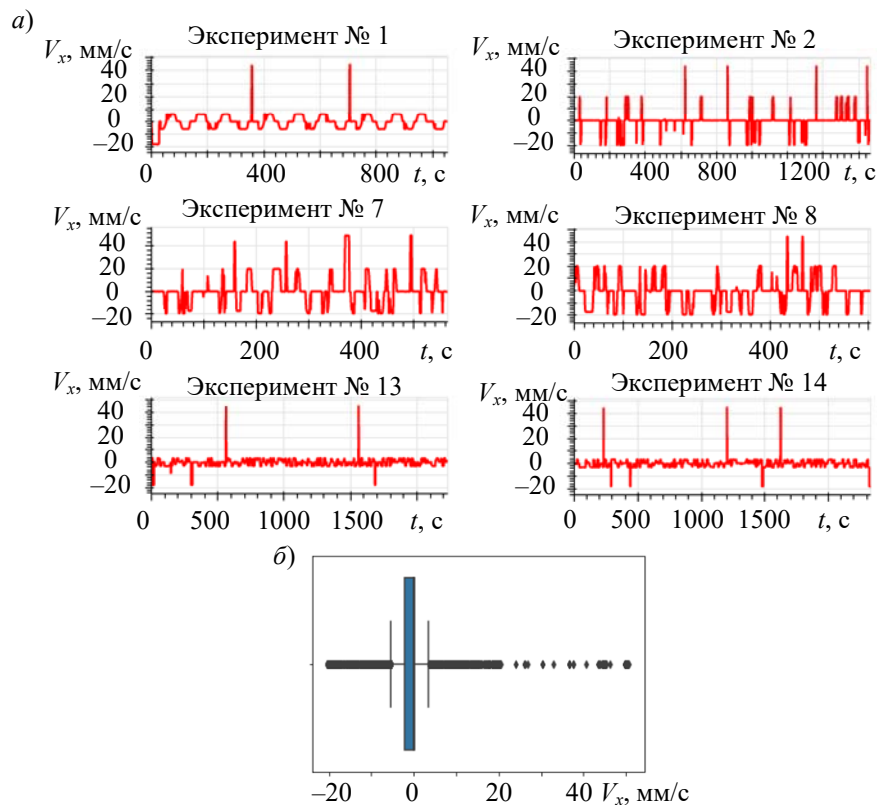 а)
Эксперимент № 1
Vx, мм/с
40
20
0
–20
0 400 800 t, с
Эксперимент № 2
Vx, мм/с
40
20
0
–20
0 400 800 1200 t, с
Эксперимент № 7
Vx, мм/с
40
20
0
–20
0 200 400 t, с
Эксперимент № 8
Vx, мм/с
40
20
0
–20
0 200 400 t, с
Эксперимент № 13
Vx, мм/с
40
20
0
–20
0 500 1000 1500 t, с
Эксперимент № 14
Vx, мм/с
40
20
0
–20
0 500 1000 1500 t, с
б)
–20 0 20 40 Vx, мм/с